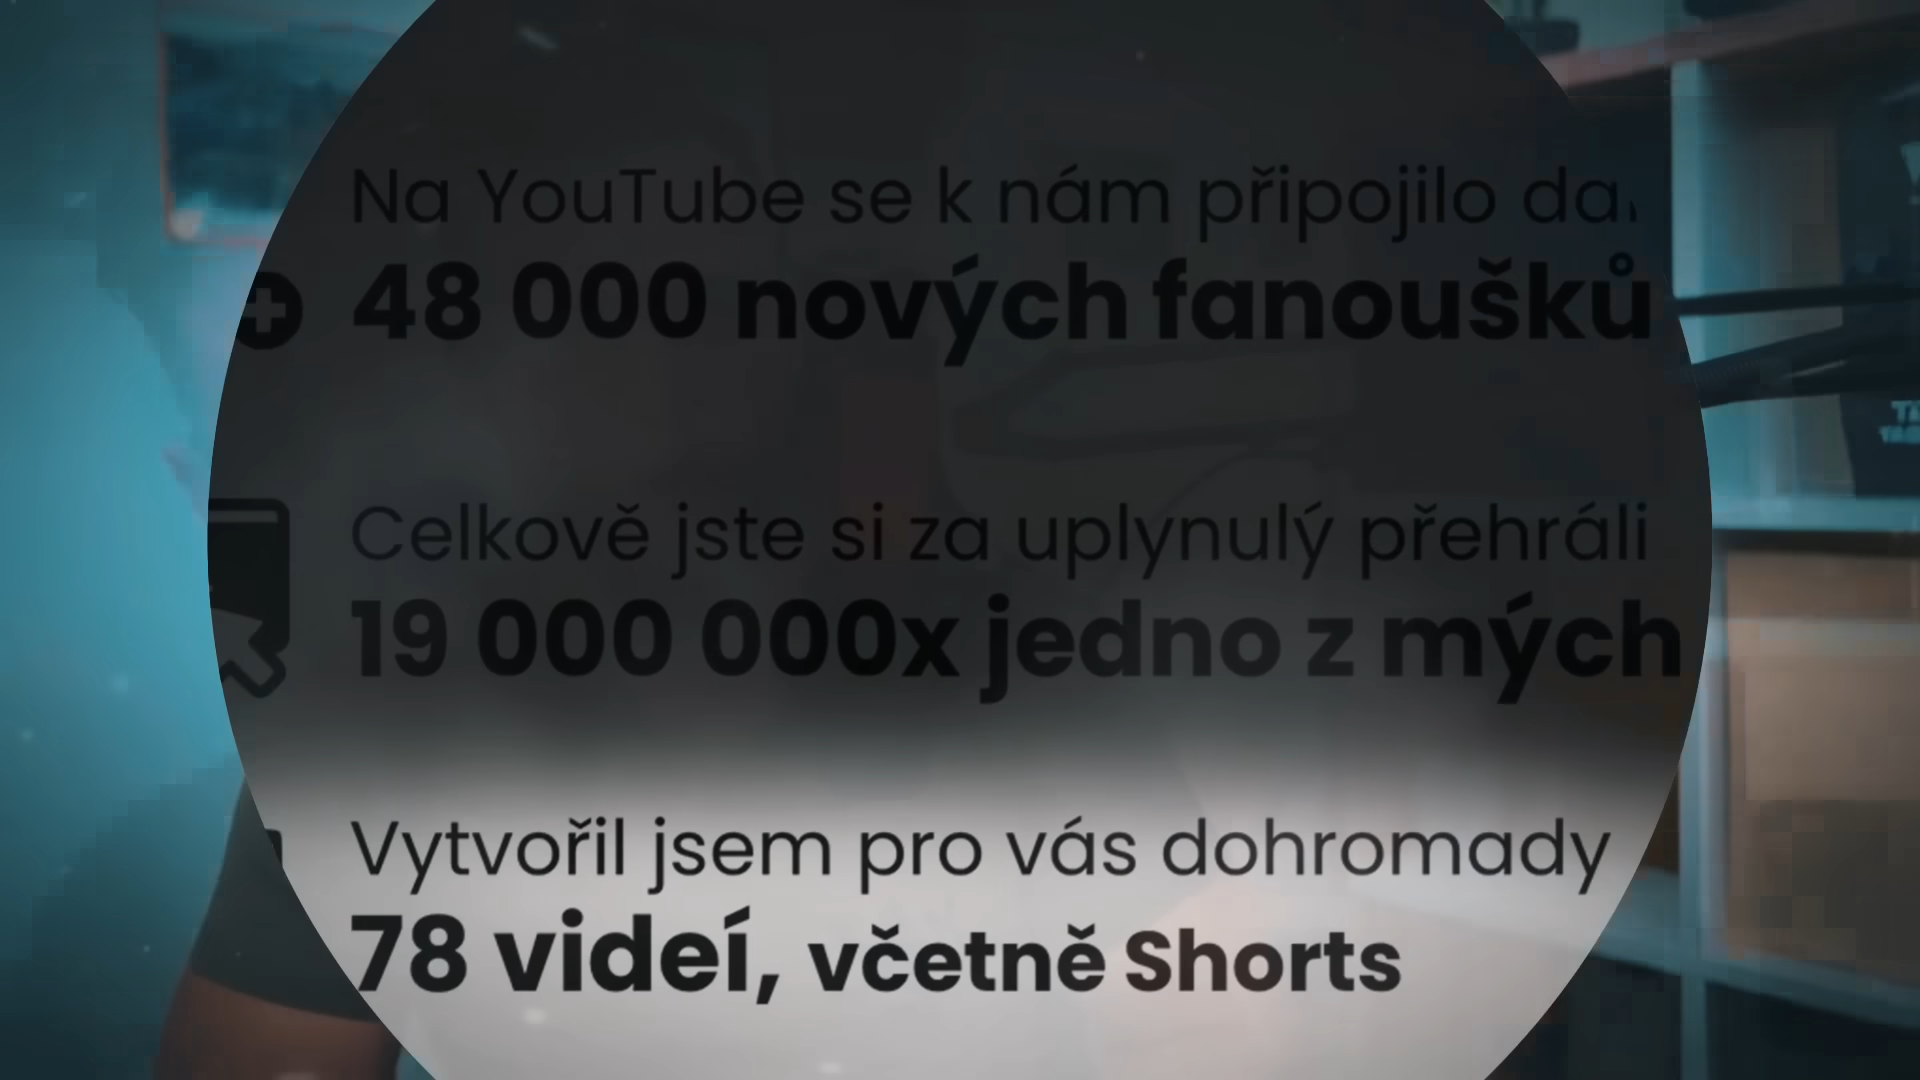 Na YouTube se k nám připojilo
48 000 nových fanoušků
Celkově jste si za uplynulý přehráli
19 000 000x jedno z mých
Vytvořil jsem pro vás dohromady
78 videí, včetně Shorts